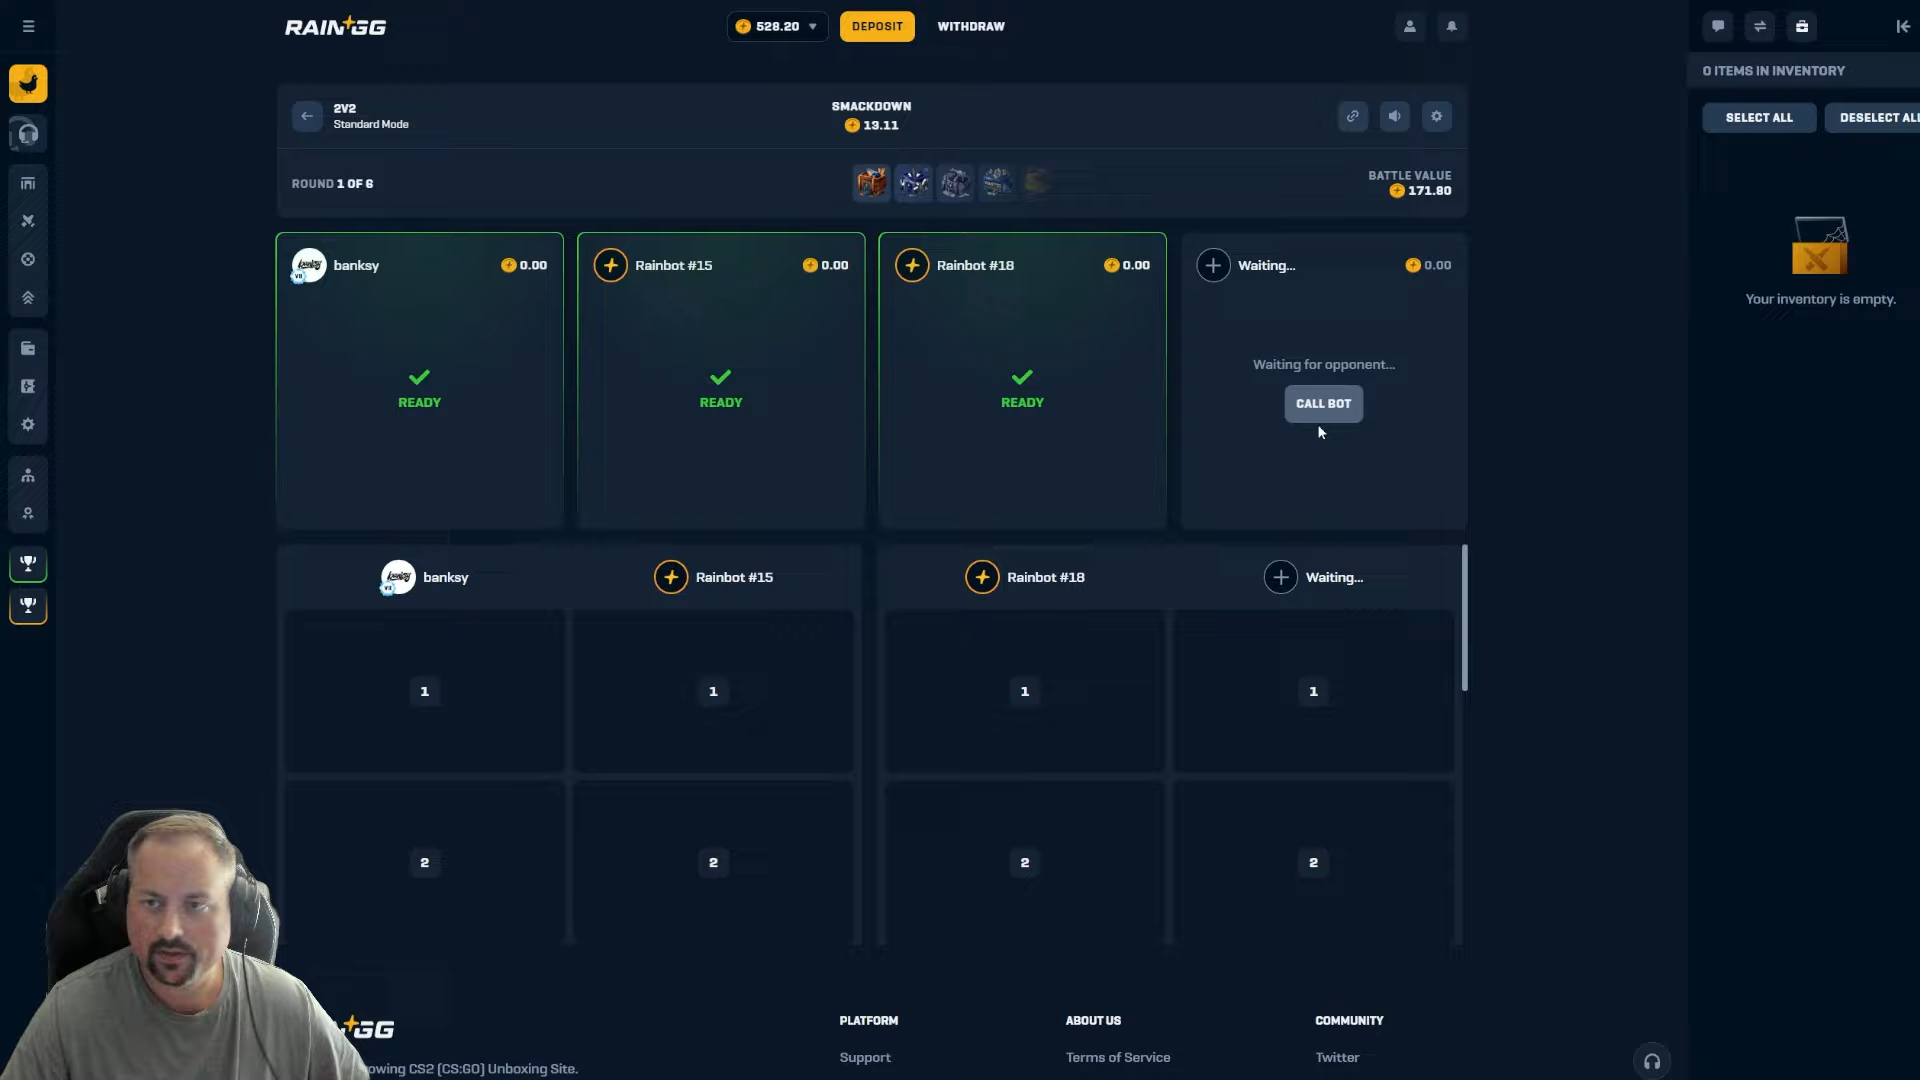 RAIN GG
528.20
DEPOSIT
WITHDRAW
0 ITEMS IN INVENTORY
SELECT ALL
DESELECT ALL
Your inventory is empty.
2V2
Standard Mode
SMACKDOWN
13.11
ROUND 1 OF 6
BATTLE VALUE
171.80
banksy
0.00
Rainbot #15
0.00
Rainbot #18
0.00
Waiting...
0.00
READY
READY
READY
Waiting for opponent...
CALL BOT
banksy
Rainbot #15
Rainbot #18
Waiting...
1
1
1
1
2
2
2
2
GG
owing CS2 [CS:GO] Unboxing Site.
PLATFORM
Support
ABOUT US
Terms of Service
COMMUNITY
Twitter